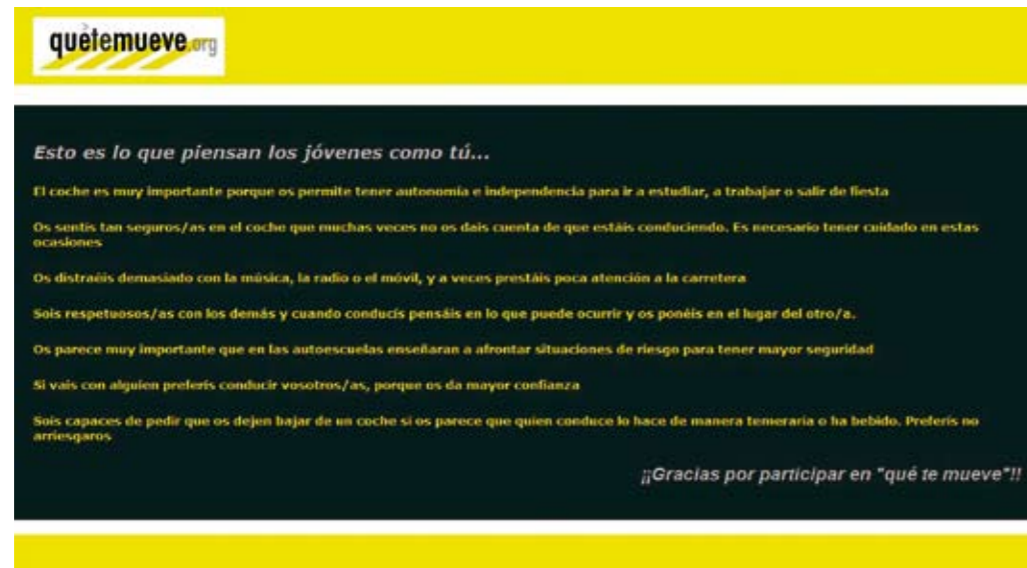 quétemueve.org
Esto es lo que piensan los jóvenes como tú...
El coche es muy importante porque os permite tener autonomía e independencia para ir a estudiar, a trabajar o salir de fiesta
Os sentís tan seguros/as en el coche que muchas veces no os dais cuenta de que estáis conduciendo. Es necesario tener cuidado en estas
ocasiones
Os distraéis demasiado con la música, la radio o el móvil, y a veces prestáis poca atención a la carretera
Sois respetuosos/as con los demás y cuando conducís pensáis en lo que puede ocurrir y os ponéis en el lugar del otro/a.
Os parece muy importante que en las autoescuelas enseñaran a afrontar situaciones de riesgo para tener mayor seguridad
Si vais con alguien preferís conducir vosotros/as, porque os da mayor confianza
Sois capaces de pedir que os dejen bajar de un coche si os parece que quien conduce lo hace de manera temeraria o ha bebido. Preferís no
arriesgaros
¡¡Gracias por participar en "qué te mueve"!!